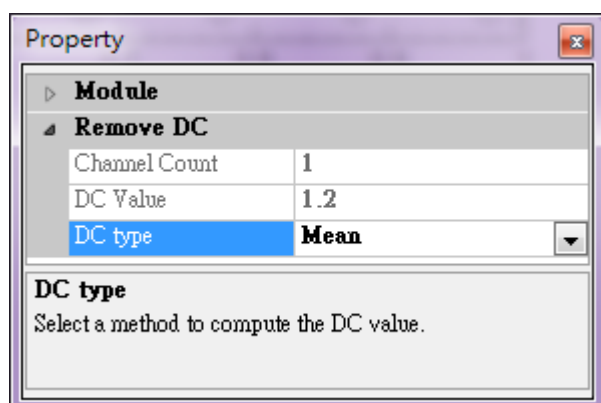 Property
Module
Remove DC
Channel Count 1
DC Value 1.2
DC type Mean
DC type
Select a method to compute the DC value.